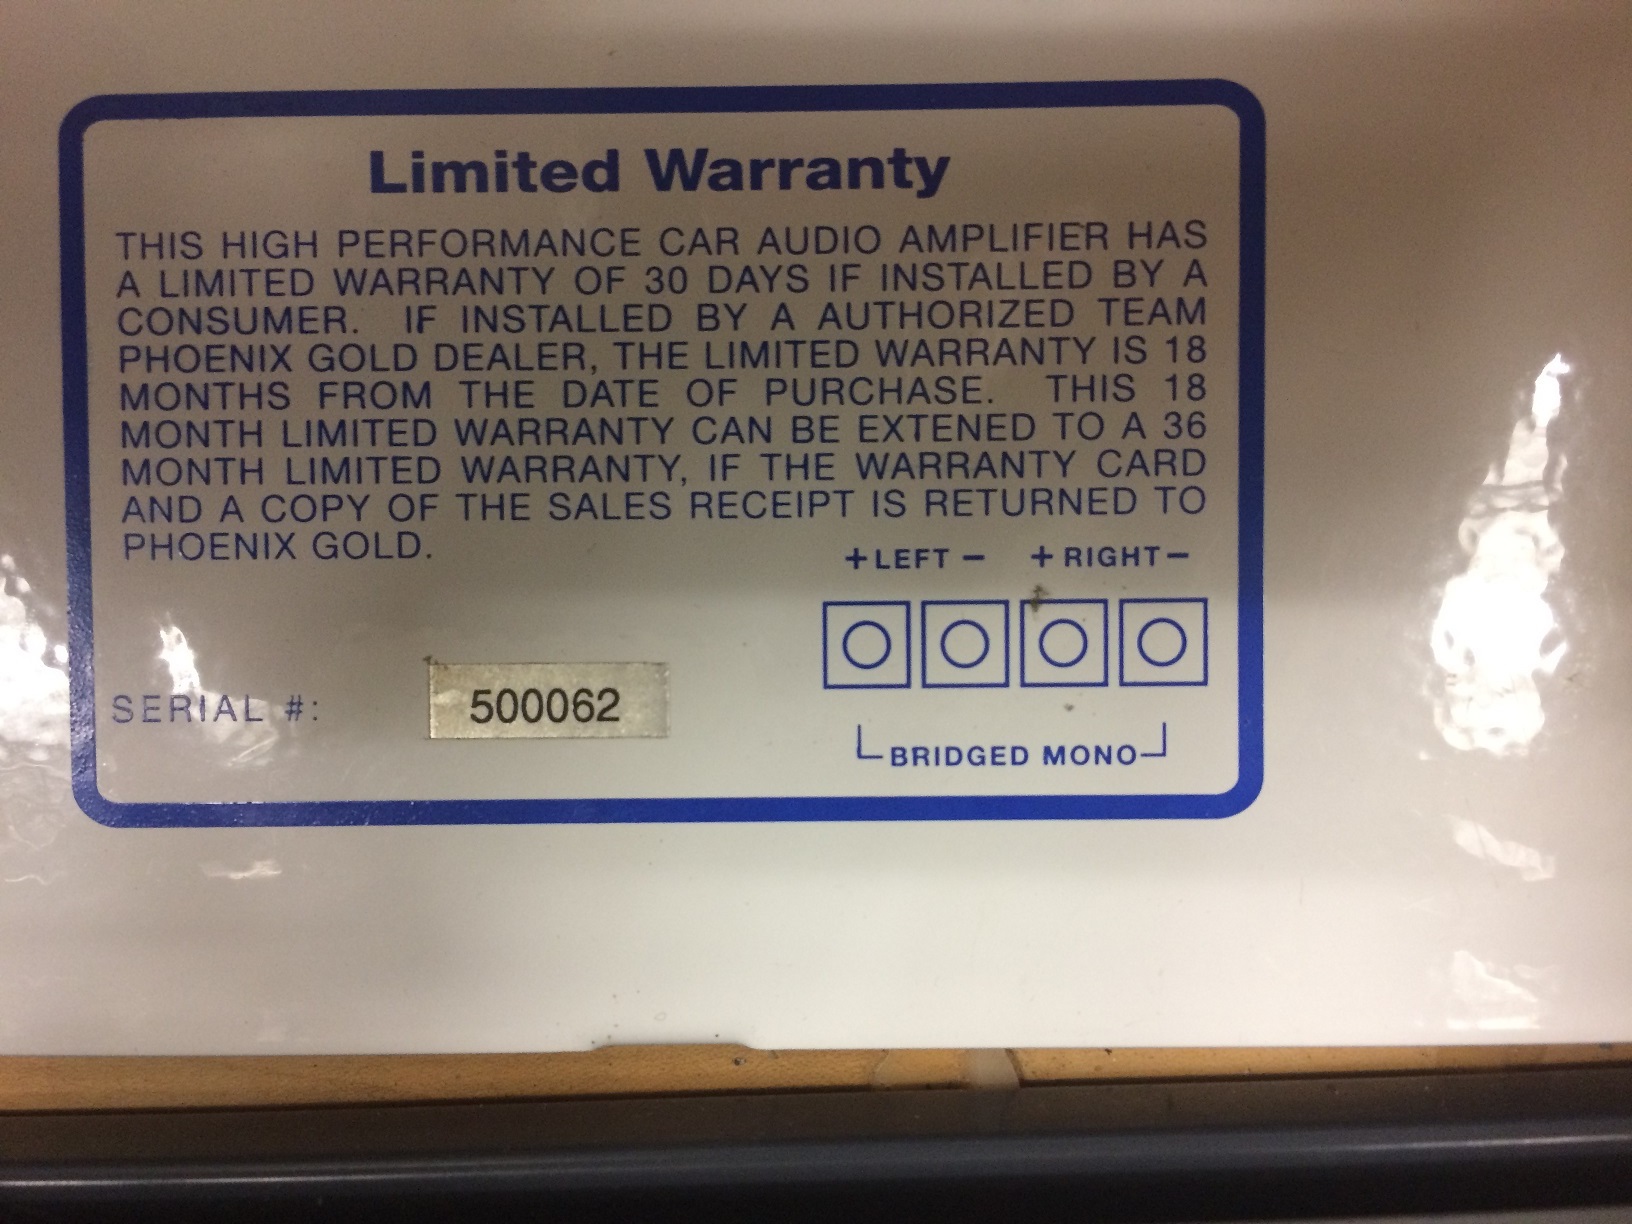 Limited Warranty
THIS HIGH PERFORMANCE CAR AUDIO AMPLIFIER HAS
A LIMITED WARRANTY OF 30 DAYS IF INSTALLED BY A
CONSUMER. IF INSTALLED BY A AUTHORIZED TEAM
PHOENIX GOLD DEALER, THE LIMITED WARRANTY IS 18
MONTHS FROM THE DATE OF PURCHASE. THIS 18
MONTH LIMITED WARRANTY CAN BE EXTENED TO A 36
MONTH LIMITED WARRANTY, IF THE WARRANTY CARD
AND A COPY OF THE SALES RECEIPT IS RETURNED TO
PHOENIX GOLD.
+ LEFT − + RIGHT −
SERIAL #: 500062
BRIDGED MONO